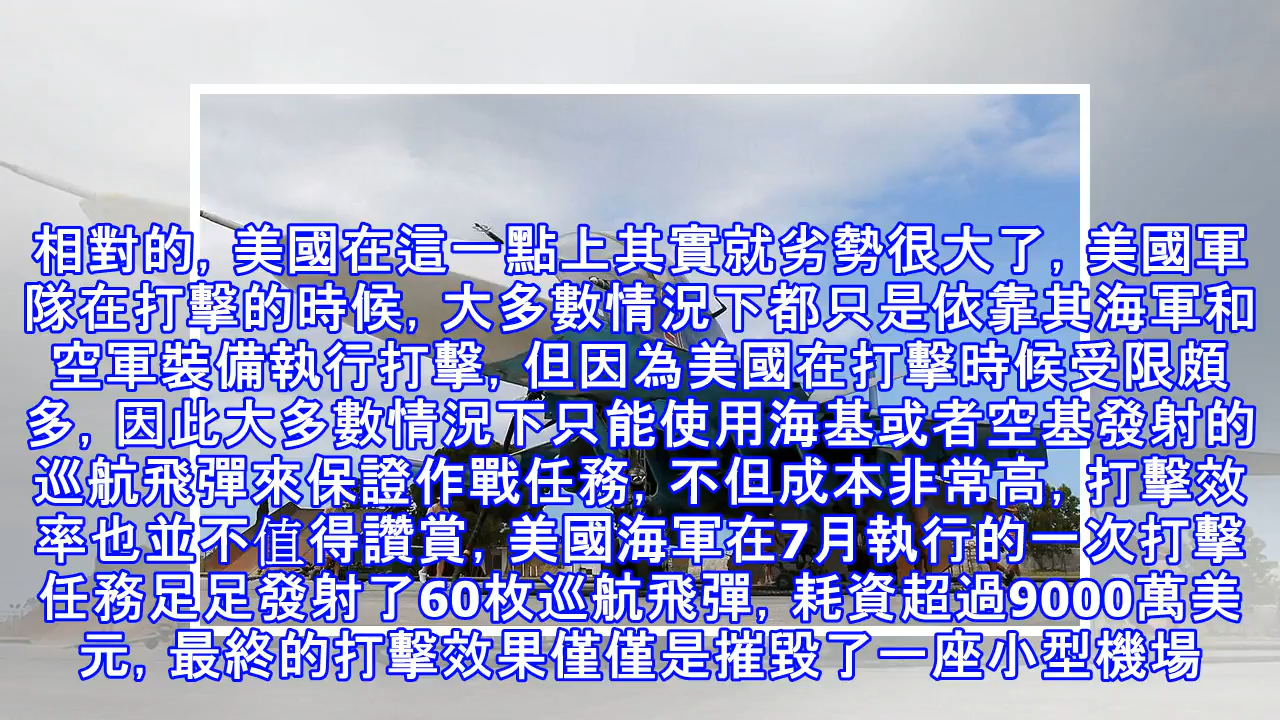 相對的, 美國在這一點上其實就劣勢很大了, 美國軍
隊在打擊的時候, 大多數情況下都只是依靠其海軍和
空軍裝備執行打擊, 但因為美國在打擊時候受限頗
多, 因此大多數情況下只能使用海基或者空基發射的
巡航飛彈來保證作戰任務, 不但成本非常高, 打擊效
率也並不值得讚賞, 美國海軍在7月執行的一次打擊
任務足足發射了60枚巡航飛彈, 耗資超過9000萬美
元, 最終的打擊效果僅僅是摧毀了一座小型機場